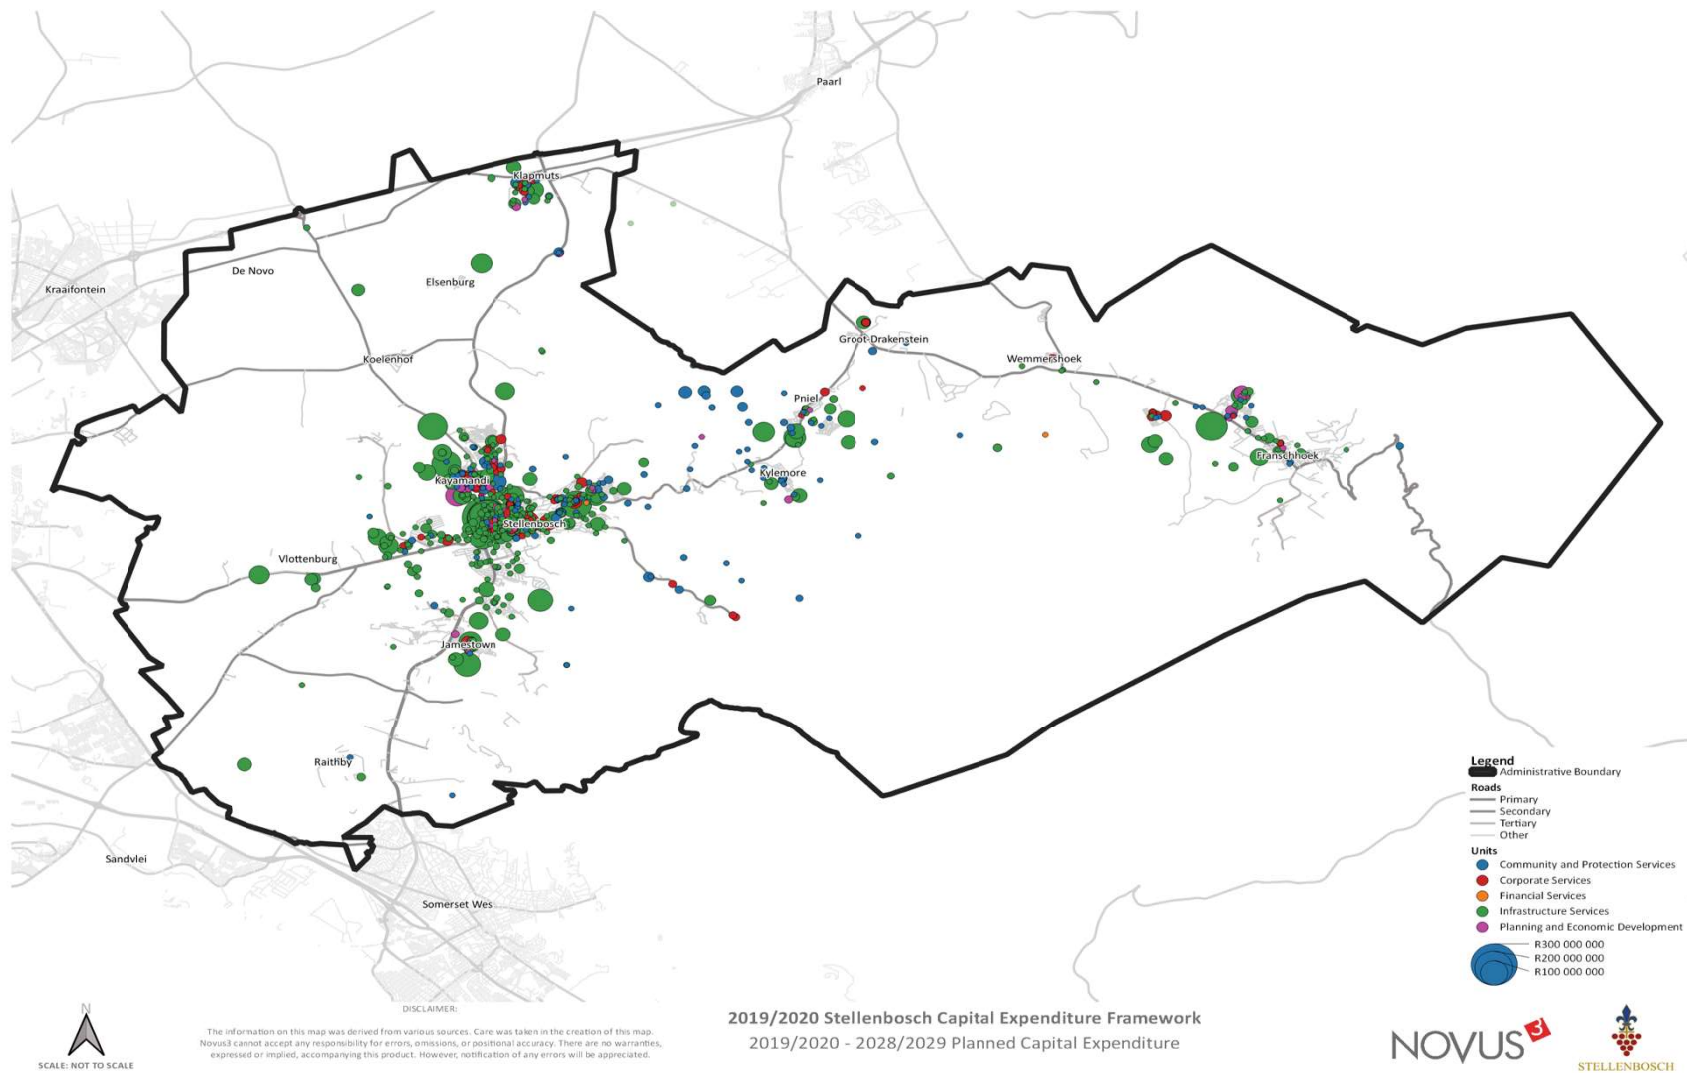 Paarl
Klapmuts
De Novo
Elsenburg
Kraaifontein
Groot-Drakenstein
Koelenhof
Wemmershoek
Pniel
Franschhoek
Kylemore
Kayamandi
Stellenbosch
Vlottenburg
Jamestown
Raithby
Sandvlei
Somerset Wes
Legend
Administrative Boundary
Roads
Primary
Secondary
Tertiary
Other
Units
Community and Protection Services
Corporate Services
Financial Services
Infrastructure Services
Planning and Economic Development
R300 000 000
R200 000 000
R100 000 000
N
SCALE: NOT TO SCALE
DISCLAIMER:
The information on this map was derived from various sources. Care was taken in the creation of this map.
Novus3 cannot accept any responsibility for errors, omissions, or positional accuracy. There are no warranties,
expressed or implied, accompanying this product. However, notification of any errors will be appreciated.
2019/2020 Stellenbosch Capital Expenditure Framework
2019/2020 - 2028/2029 Planned Capital Expenditure
NOVUS3
STELLENBOSCH